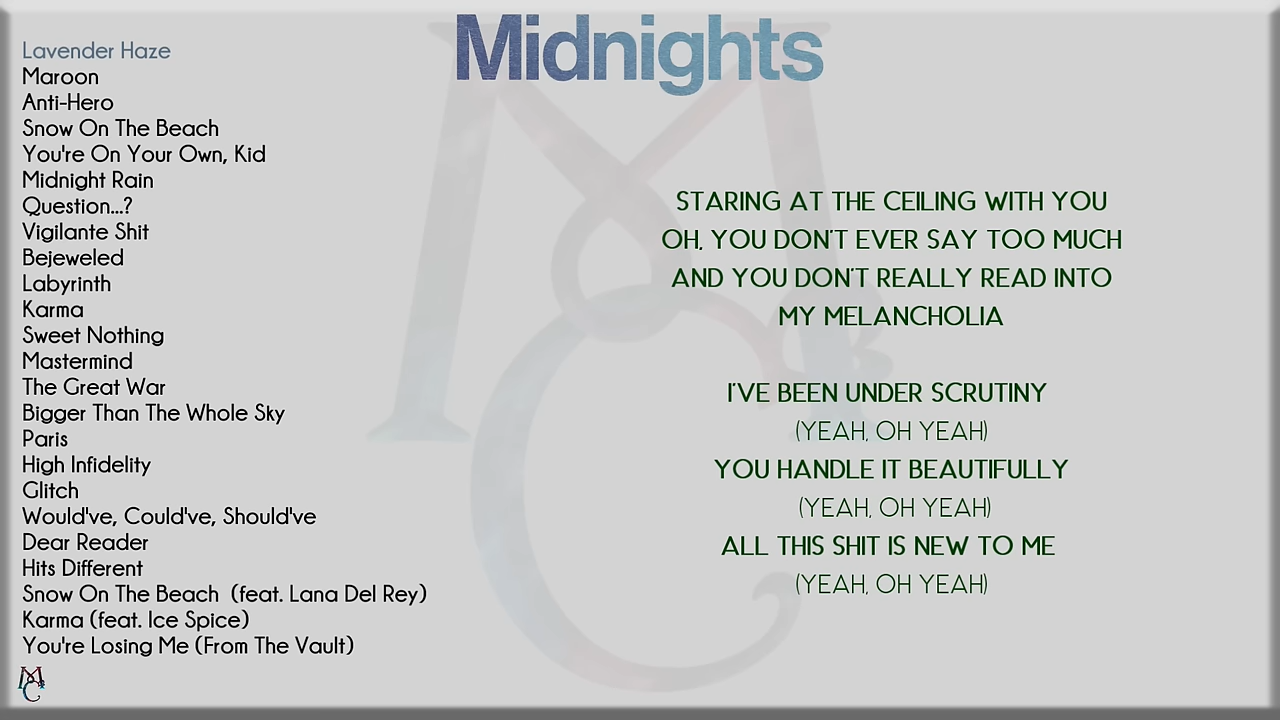 Midnights
Lavender Haze
Maroon
Anti-Hero
Snow On The Beach
You're On Your Own, Kid
Midnight Rain
Question...?
Vigilante Shit
Bejeweled
Labyrinth
Karma
Sweet Nothing
Mastermind
The Great War
Bigger Than The Whole Sky
Paris
High Infidelity
Glitch
Would've, Could've, Should've
Dear Reader
Hits Different
Snow On The Beach (feat. Lana Del Rey)
Karma (feat. Ice Spice)
You're Losing Me (From The Vault)
STARING AT THE CEILING WITH YOU
OH, YOU DON'T EVER SAY TOO MUCH
AND YOU DON'T REALLY READ INTO
MY MELANCHOLIA
I'VE BEEN UNDER SCRUTINY
(YEAH, OH YEAH)
YOU HANDLE IT BEAUTIFULLY
(YEAH, OH YEAH)
ALL THIS SHIT IS NEW TO ME
(YEAH, OH YEAH)